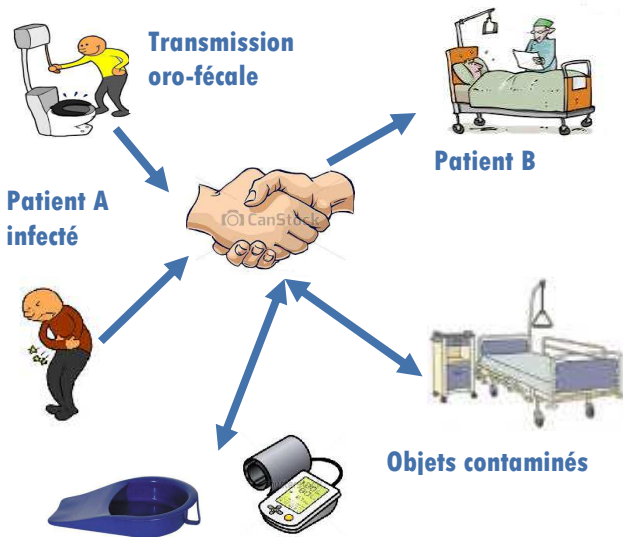 Transmission
oro-fécale
Patient B
Patient A
infecté
CanStock
Objets contaminés